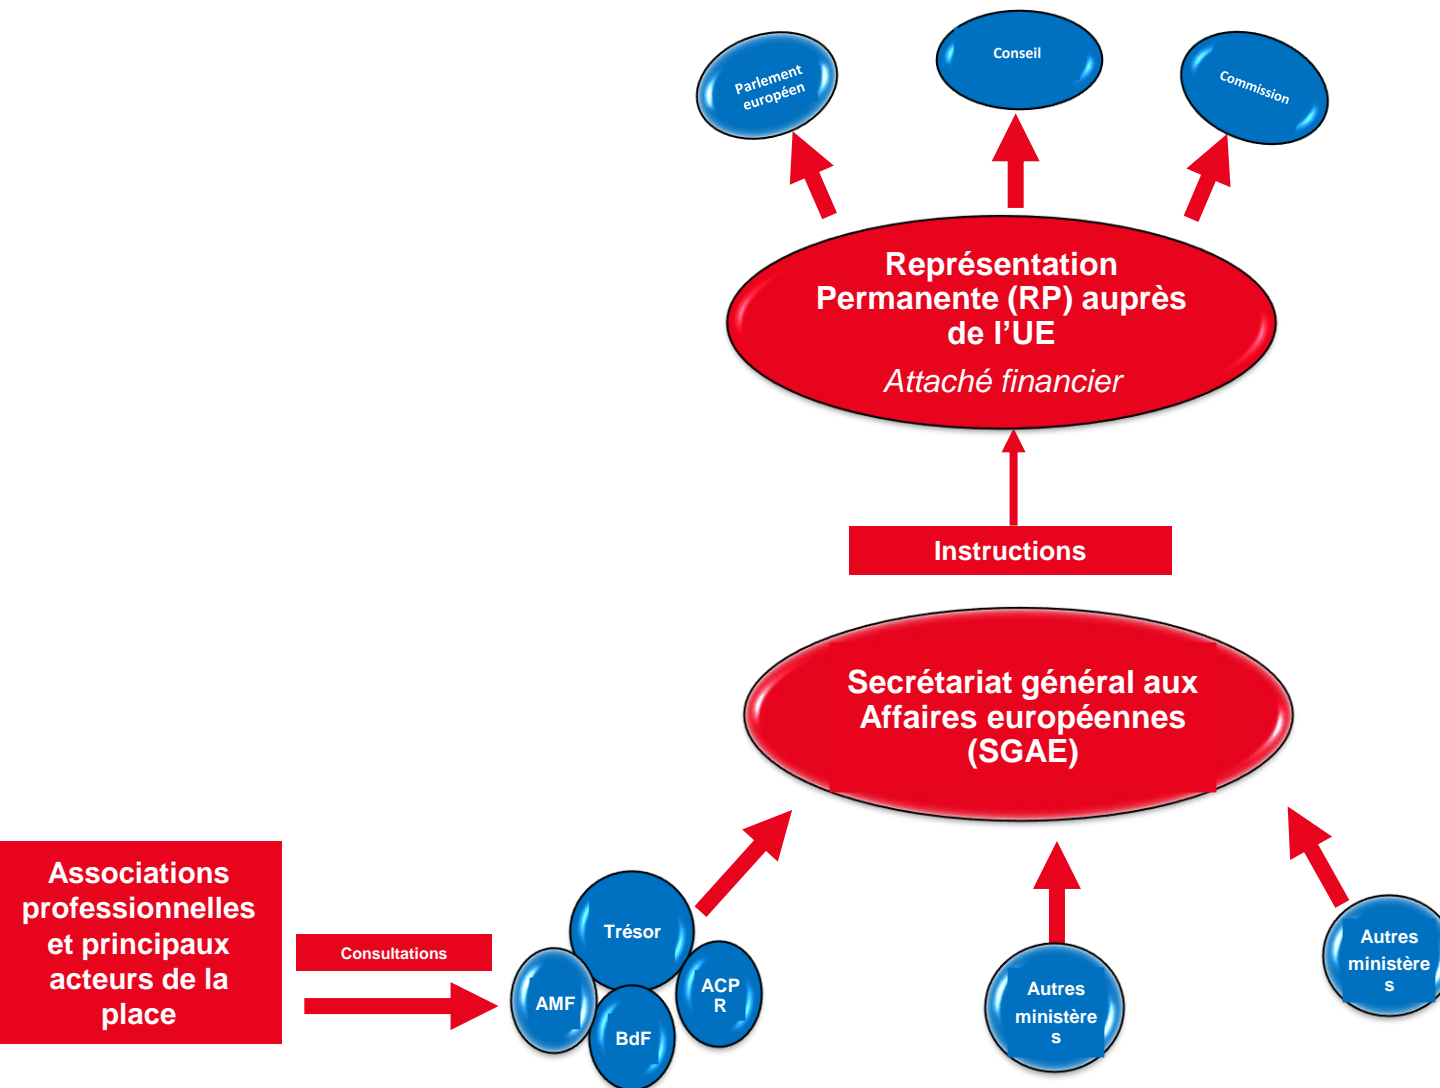 Parlement
européen
Conseil
Commission
Représentation
Permanente (RP) auprès
de l’UE
Attaché financier
Instructions
Secrétariat général aux
Affaires européennes
(SGAE)
Associations
professionnelles
et principaux
acteurs de la
place
Consultations
Trésor
AMF
BdF
ACP
R
Autres
ministère
s
Autres
ministère
s